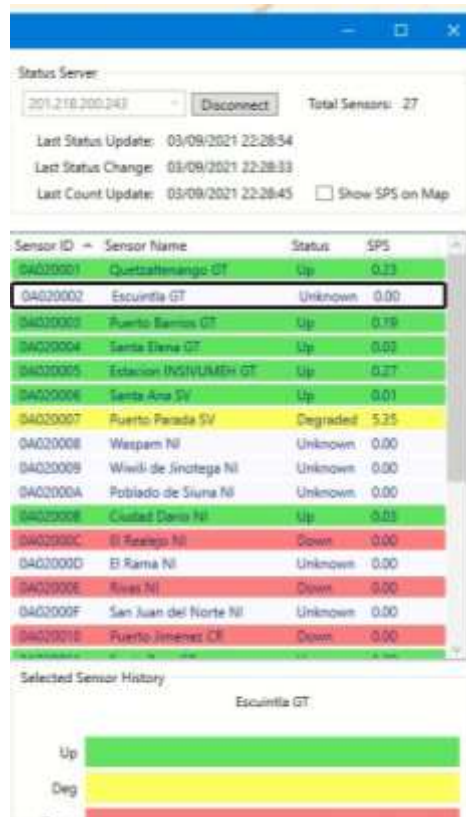 Status Server
201.218.200.243 Disconnect Total Sensors: 27
Last Status Update: 03/09/2021 22:28:54
Last Status Change: 03/09/2021 22:28:33
Last Count Update: 03/09/2021 22:28:45 Show SPS on Map
Sensor ID Sensor Name Status SPS
0A020001 Quetzaltenango GT Up 0.23
0A020002 Escuintla GT Unknown 0.00
0A020003 Puerto Barrios GT Up 0.19
0A020004 Santa Elena GT Up 0.03
0A020005 Estacion INSIVUMEH GT Up 0.27
0A020006 Santa Ana SV Up 0.01
0A020007 Puerto Parada SV Degraded 5.25
0A020008 Waspam NI Unknown 0.00
0A020009 Wiwili de Jinotega NI Unknown 0.00
0A02000A Poblado de Siuna NI Unknown 0.00
0A02000B Ciudad Dario NI Up 0.03
0A02000C El Realejo NI Down 0.00
0A02000D El Rama NI Unknown 0.00
0A02000E Rivas NI Down 0.00
0A02000F San Juan del Norte NI Unknown 0.00
0A020010 Puerto Jimenez CR Down 0.00
Selected Sensor History
Escuintla GT
Up
Deg